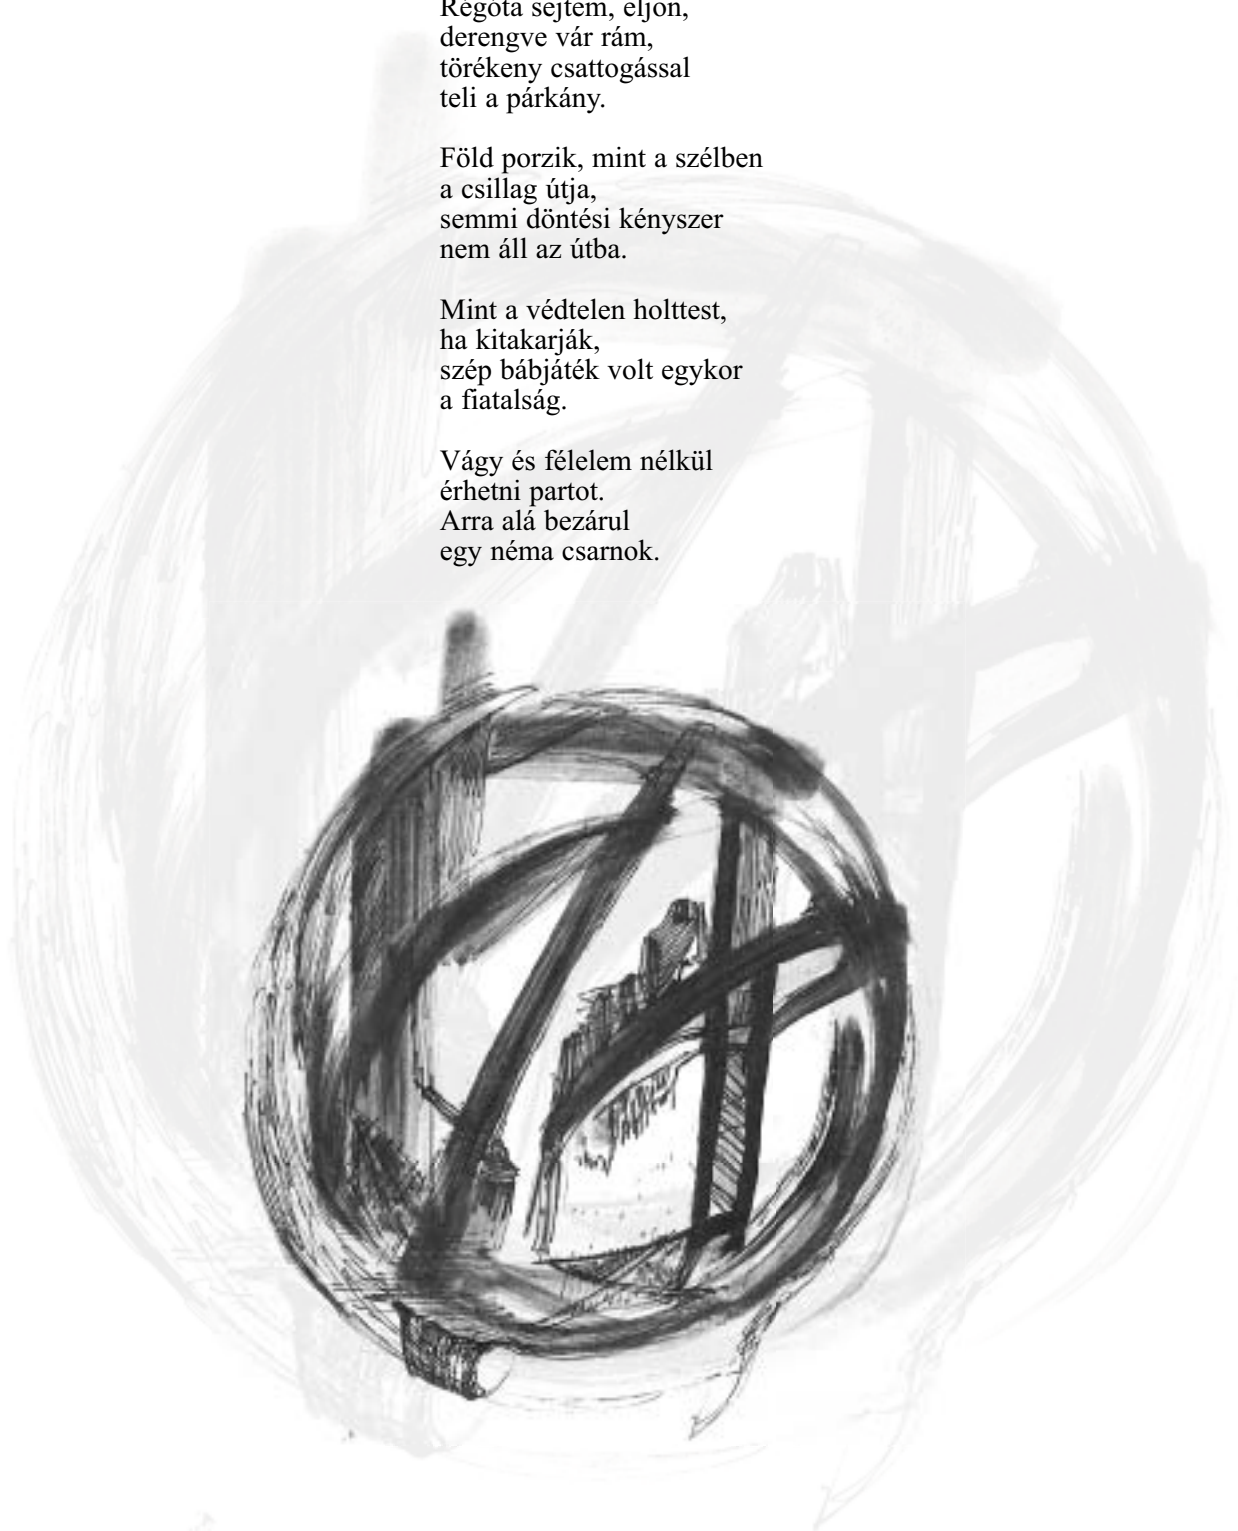 Régóta sejtem, eljön,
derengve vár rám,
törékeny csattogással
teli a párkány.
Föld porzik, mint a szélben
a csillag útja,
semmi döntési kényszer
nem áll az útba.
Mint a védtelen holttest,
ha kitakarják,
szép bábjáték volt egykor
a fiatalság.
Vágy és félelem nélkül
érhetni partot.
Arra alá bezárul
egy néma csarnok.